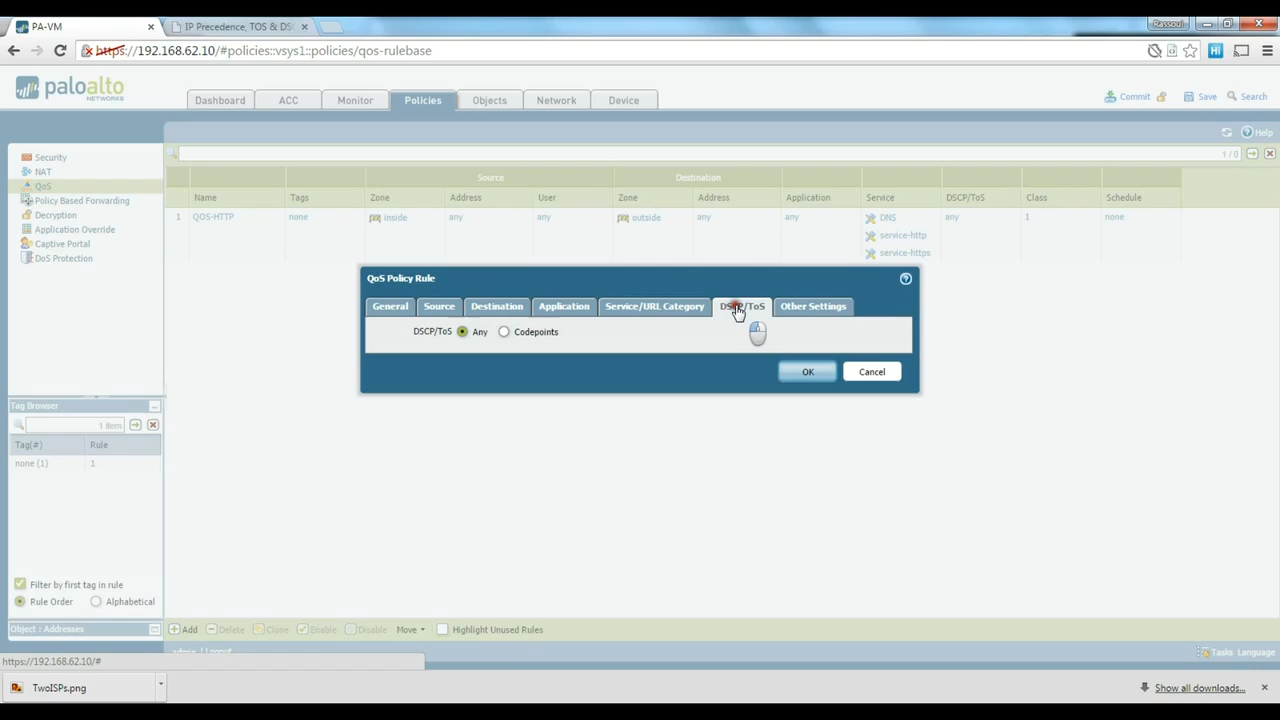 PA-VM
IP Precedence, TOS & DS
Rassoul
https://192.168.62.10/#policies::vsys1::policies/qos-rulebase
Hi
paloalto
NETWORKS
Dashboard ACC Monitor Policies Objects Network Device
Commit Save Search
Help
Security
NAT
QoS
Policy Based Forwarding
Decryption
Application Override
Captive Portal
DoS Protection
1 / 0
Source Destination
Name Tags Zone Address User Zone Address Application Service DSCP/ToS Class Schedule
1 QOS-HTTP none inside any any outside any any DNS any 1 none
service-http
service-https
QoS Policy Rule
General Source Destination Application Service/URL Category DSCP/ToS Other Settings
DSCP/ToS Any Codepoints
OK Cancel
Tag Browser
1 item
Tag(#) Rule
none (1) 1
Filter by first tag in rule
Rule Order Alphabetical
Object : Addresses
Add Delete Clone Enable Disable Move Highlight Unused Rules
admin | Logout
Tasks Language
https://192.168.62.10/#
TwoISPs.png
Show all downloads...